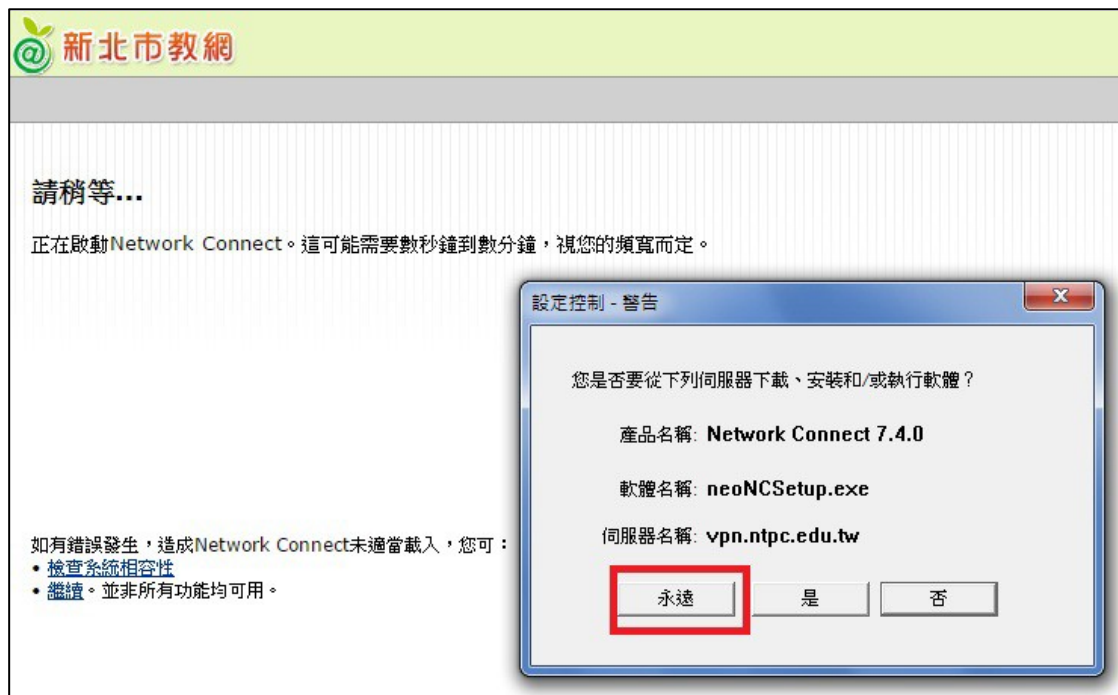 新北市教網
請稍等...
正在啟動Network Connect。這可能需要數秒鐘到數分鐘，視您的頻寬而定。
設定控制 - 警告
您是否要從下列伺服器下載、安裝和/或執行軟體？
產品名稱: Network Connect 7.4.0
軟體名稱: neoNCSetup.exe
伺服器名稱: vpn.ntpc.edu.tw
永遠 是 否
如有錯誤發生，造成Network Connect未適當載入，您可：
• 檢查系統相容性
• 繼續。並非所有功能均可用。